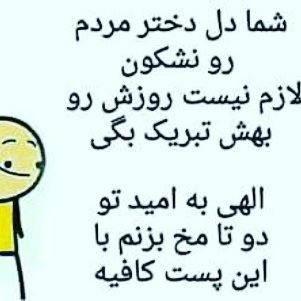 شما دل دختر مردم
رو نشکون
لازم نیست روزش رو
بهش تبریک بگی
الهی به امید تو
دو تا مخ بزنم با
این پست کافیه